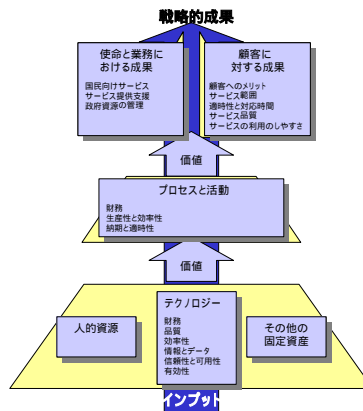 戦略的成果
使命と業務に
おける成果
国民向けサービス
サービス提供支援
政府資源の管理
顧客に
対する成果
顧客へのメリット
サービス範囲
適時性と対応時間
サービス品質
サービスの利用のしやすさ
価値
プロセスと活動
財務
生産性と効率性
納期と適時性
価値
テクノロジー
財務
品質
効率性
情報とデータ
信頼性と可用性
有効性
人的資源
その他の
固定資産
インプット